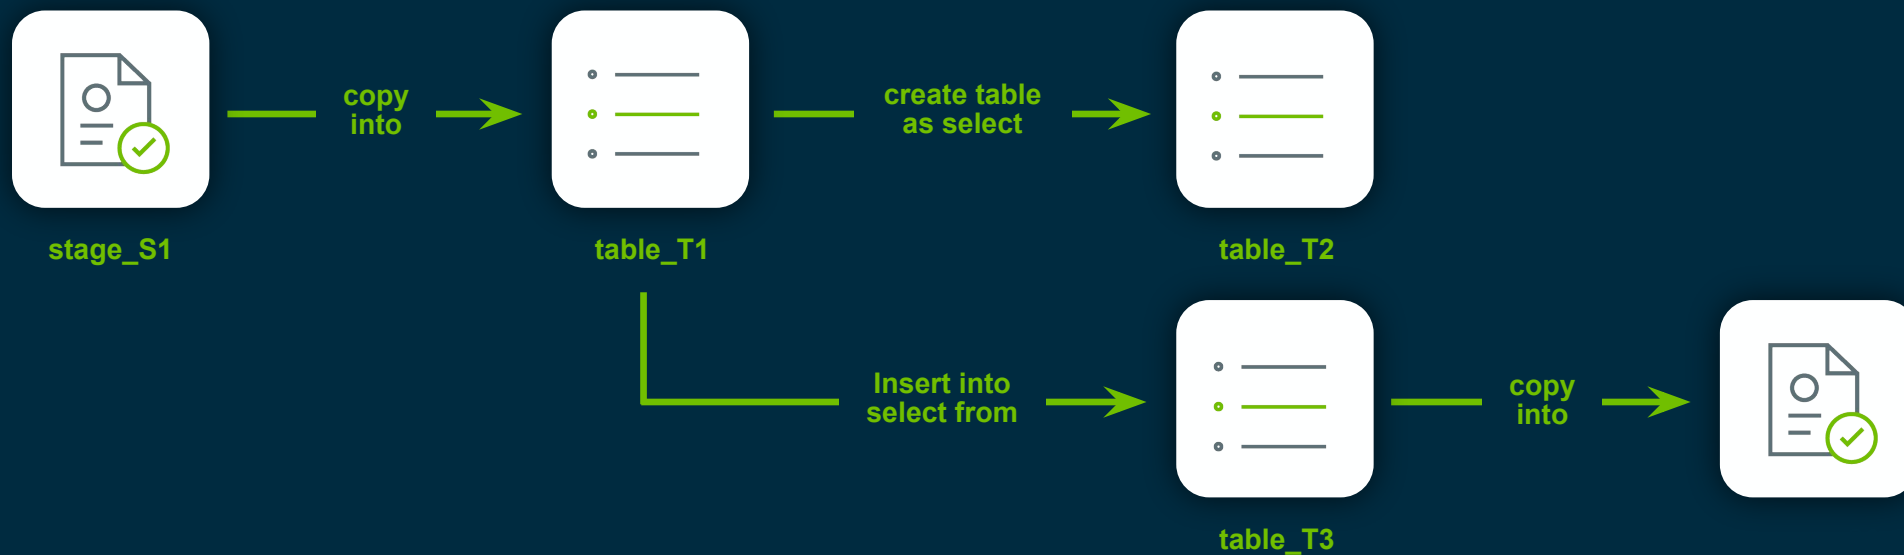 copy
into
create table
as select
stage_S1
table_T1
table_T2
Insert into
select from
copy
into
table_T3